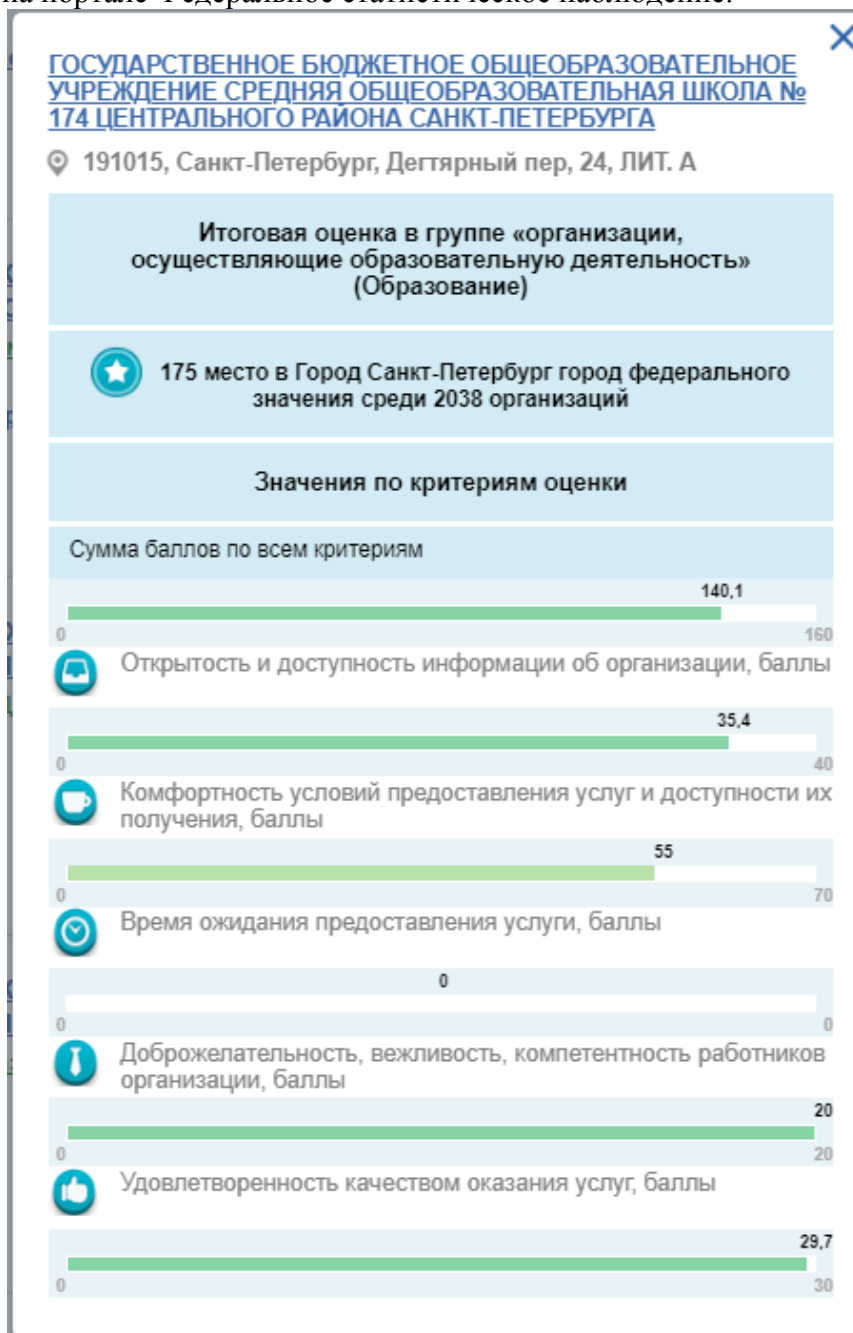 на портале Федеральное статистическое наблюдение.
ГОСУДАРСТВЕННОЕ БЮДЖЕТНОЕ ОБЩЕОБРАЗОВАТЕЛЬНОЕ
УЧРЕЖДЕНИЕ СРЕДНЯЯ ОБЩЕОБРАЗОВАТЕЛЬНАЯ ШКОЛА №
174 ЦЕНТРАЛЬНОГО РАЙОНА САНКТ-ПЕТЕРБУРГА
191015, Санкт-Петербург, Дегтярный пер, 24, ЛИТ. А
Итоговая оценка в группе «организации,
осуществляющие образовательную деятельность»
(Образование)
175 место в Город Санкт-Петербург город федерального
значения среди 2038 организаций
Значения по критериям оценки
Сумма баллов по всем критериям
140,1
0 160
Открытость и доступность информации об организации, баллы
35,4
0 40
Комфортность условий предоставления услуг и доступности их
получения, баллы
55
0 70
Время ожидания предоставления услуги, баллы
0
0 0
Доброжелательность, вежливость, компетентность работников
организации, баллы
20
0 20
Удовлетворенность качеством оказания услуг, баллы
29,7
0 30